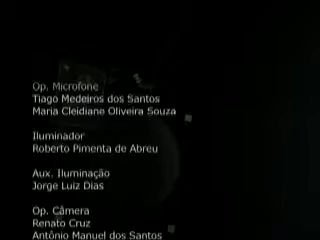 Op. Microfone
Tiago Medeiros dos Santos
Maria Cleidiane Oliveira Souza
Iluminador
Roberto Pimenta de Abreu
Aux. Iluminação
Jorge Luiz Dias
Op. Câmera
Renato Cruz
Antônio Manuel dos Santos